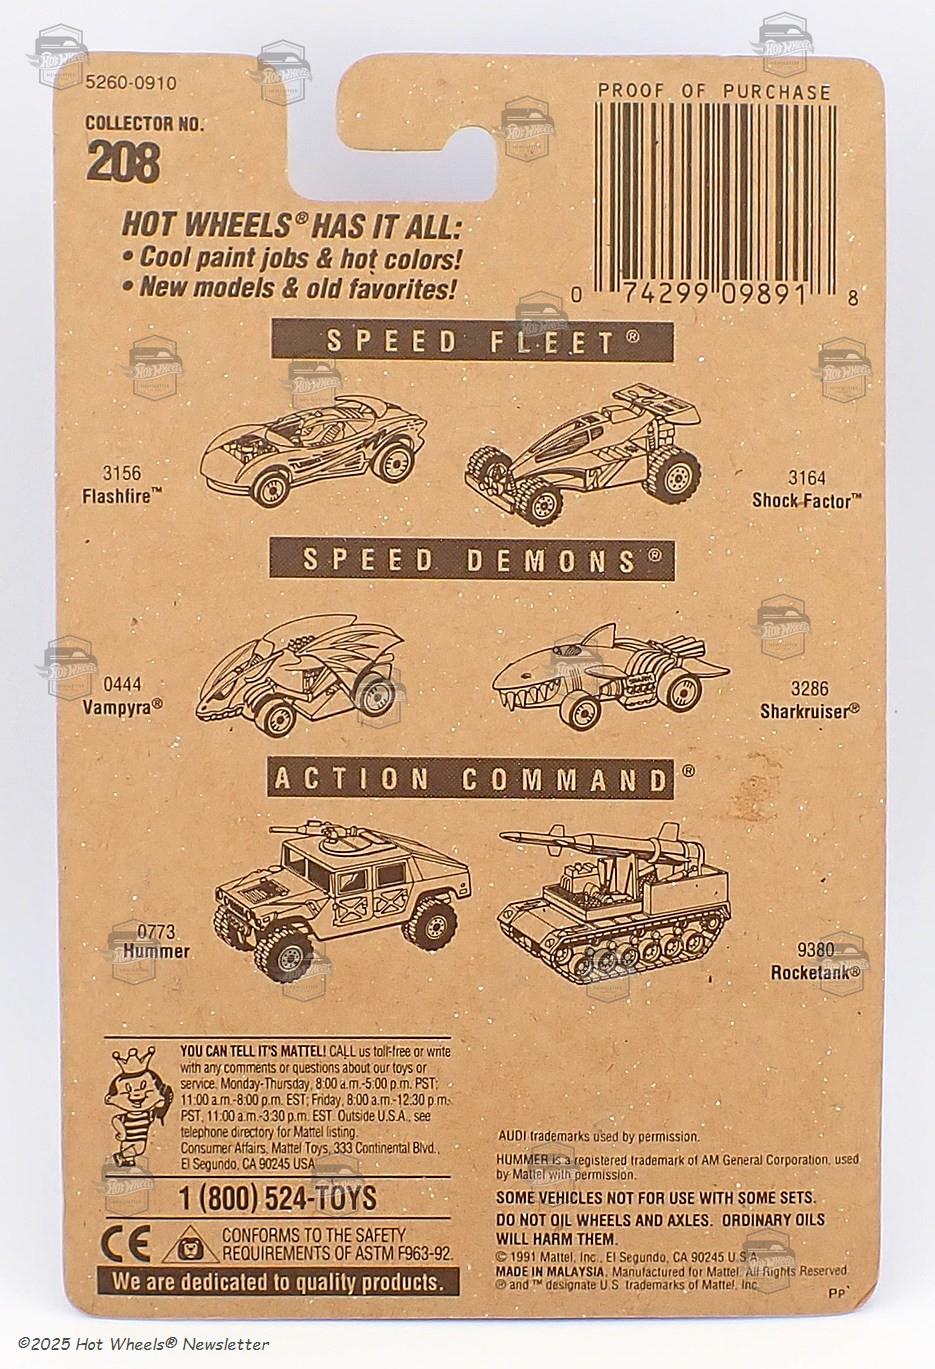 5260-0910
COLLECTOR NO.
208
PROOF OF PURCHASE
0 74299 09891 8
HOT WHEELS® HAS IT ALL:
• Cool paint jobs & hot colors!
• New models & old favorites!
SPEED FLEET®
3156
Flashfire™
3164
Shock Factor™
SPEED DEMONS®
0444
Vampyra®
3286
Sharkruiser®
ACTION COMMAND®
0773
Hummer
9380
Rocketank®
YOU CAN TELL IT'S MATTEL! CALL us toll-free or write
with any comments or questions about our toys or
service. Monday-Thursday, 8:00 a.m.-5:00 p.m. PST;
11:00 a.m.-8:00 p.m. EST; Friday, 8:00 a.m.-12:30 p.m.
PST, 11:00 a.m.-3:30 p.m. EST. Outside U.S.A., see
telephone directory for Mattel listing.
Consumer Affairs, Mattel Toys, 333 Continental Blvd.,
El Segundo, CA 90245 USA
1 (800) 524-TOYS
CE
CONFORMS TO THE SAFETY
REQUIREMENTS OF ASTM F963-92.
We are dedicated to quality products.
AUDI trademarks used by permission.
HUMMER is a registered trademark of AM General Corporation, used
by Mattel with permission.
SOME VEHICLES NOT FOR USE WITH SOME SETS.
DO NOT OIL WHEELS AND AXLES. ORDINARY OILS
WILL HARM THEM.
© 1991 Mattel, Inc., El Segundo, CA 90245 U.S.A.
MADE IN MALAYSIA. Manufactured for Mattel. All Rights Reserved.
® and ™ designate U.S. trademarks of Mattel, Inc.
PP
©2025 Hot Wheels® Newsletter